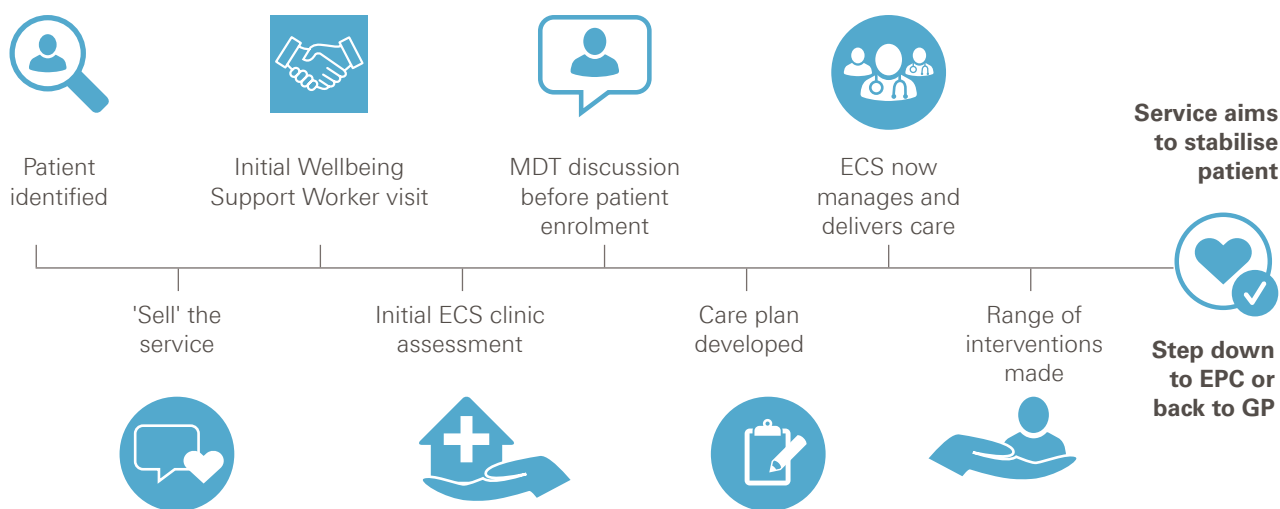 Patient
identified
'Sell' the
service
Initial Wellbeing
Support Worker visit
Initial ECS clinic
assessment
MDT discussion
before patient
enrolment
Care plan
developed
ECS now
manages and
delivers care
Range of
interventions
made
Service aims
to stabilise
patient
Step down
to EPC or
back to GP